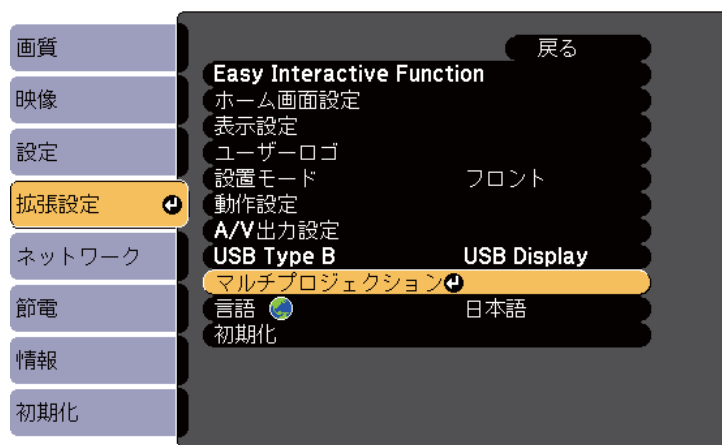 画質
映像
設定
拡張設定
ネットワーク
節電
情報
初期化
戻る
Easy Interactive Function
ホーム画面設定
表示設定
ユーザーロゴ
設置モード フロント
動作設定
A/V出力設定
USB Type B USB Display
マルチプロジェクション
言語 日本語
初期化